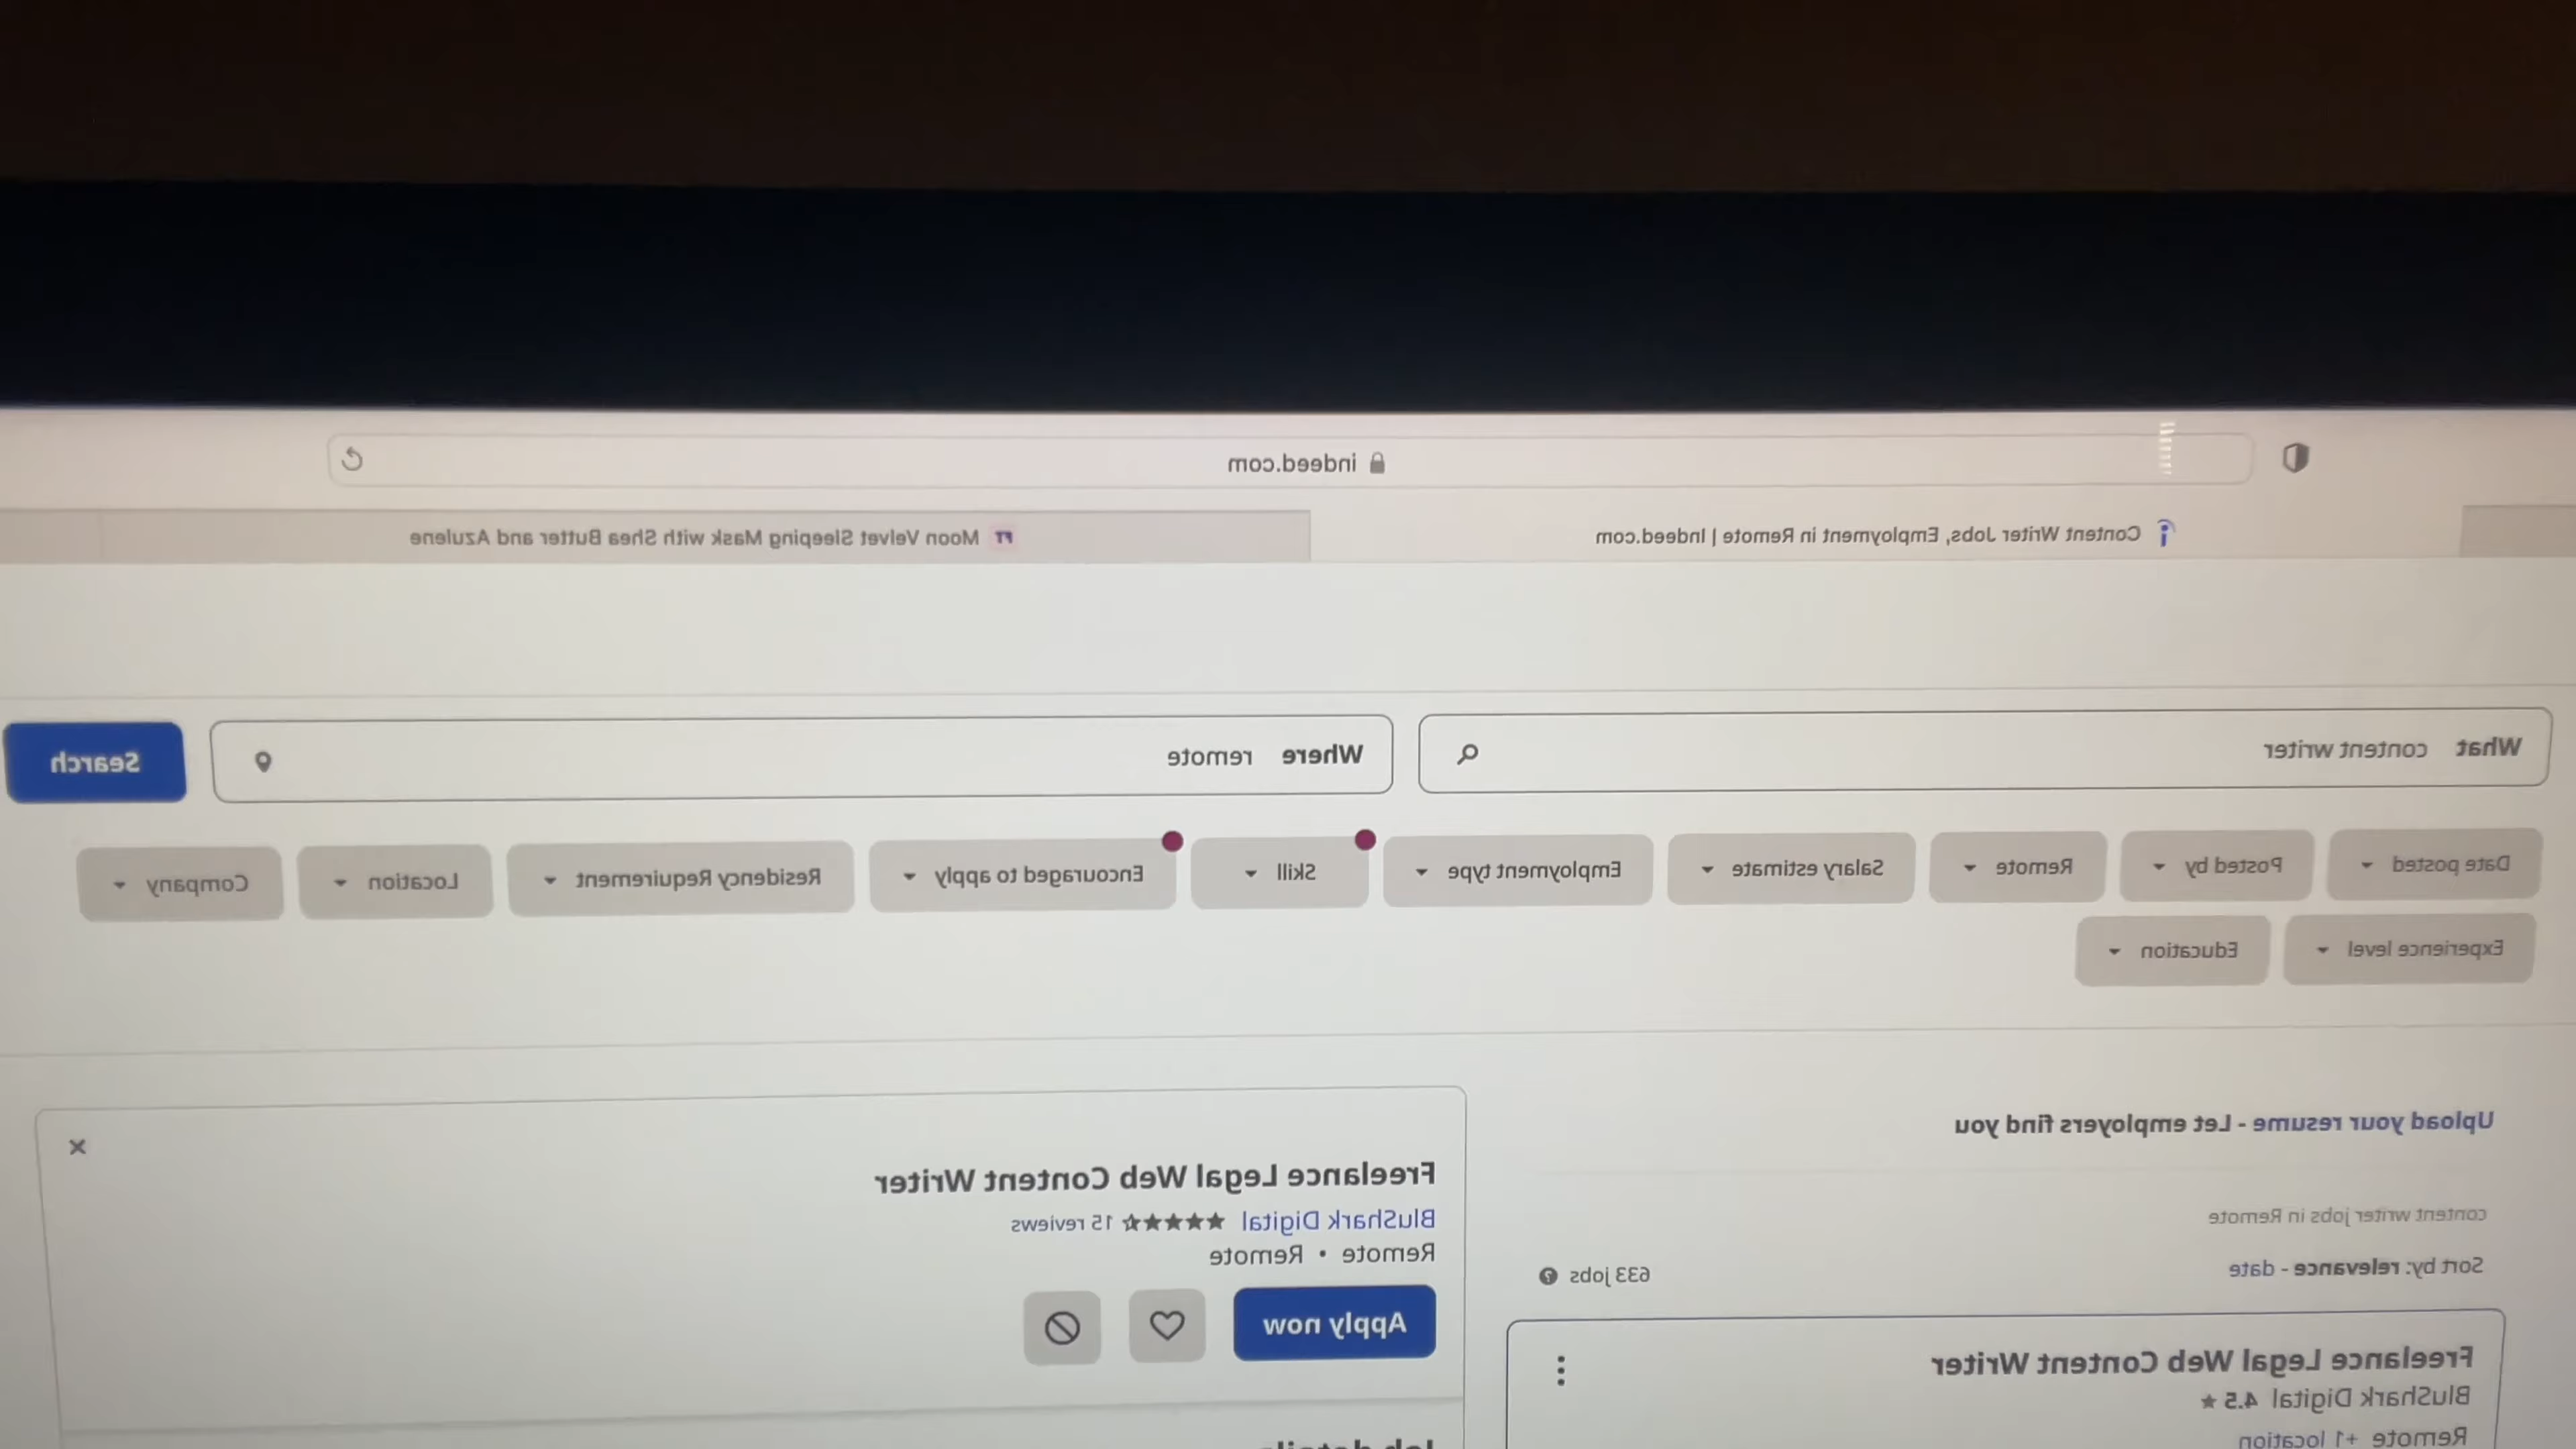 indeed.com
Content Writer Jobs, Employment in Remote | Indeed.com
Moon Velvet Sleeping Mask with Shea Butter and Azulene
What content writer
Where remote
Search
Date posted
Posted by
Remote
Salary estimate
Employment type
Skill
Encouraged to apply
Residency Requirement
Location
Company
Experience level
Education
Upload your resume - Let employers find you
content writer jobs in Remote
Sort by: relevance - date
633 jobs
Freelance Legal Web Content Writer
BluShark Digital 4.5
Remote +1 location
Freelance Legal Web Content Writer
BluShark Digital 15 reviews
Remote • Remote
Apply now
Job details